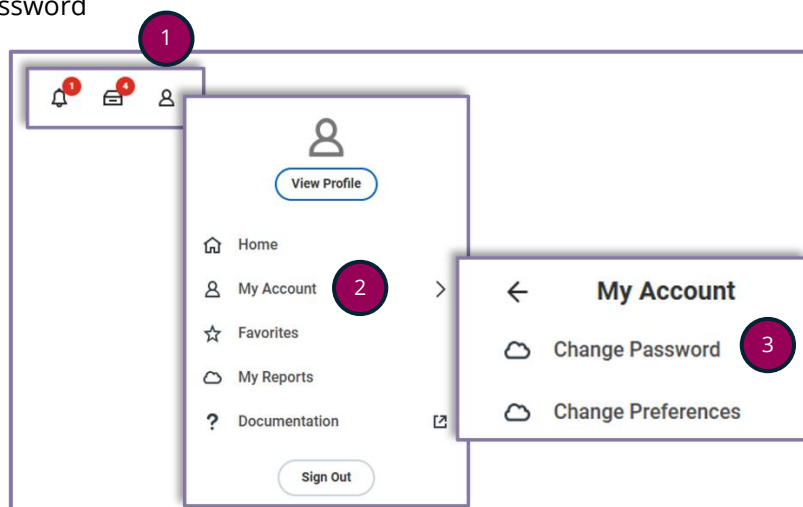 ssword
1
1
4
View Profile
Home
My Account
2
Favorites
My Reports
Documentation
Sign Out
My Account
Change Password
3
Change Preferences